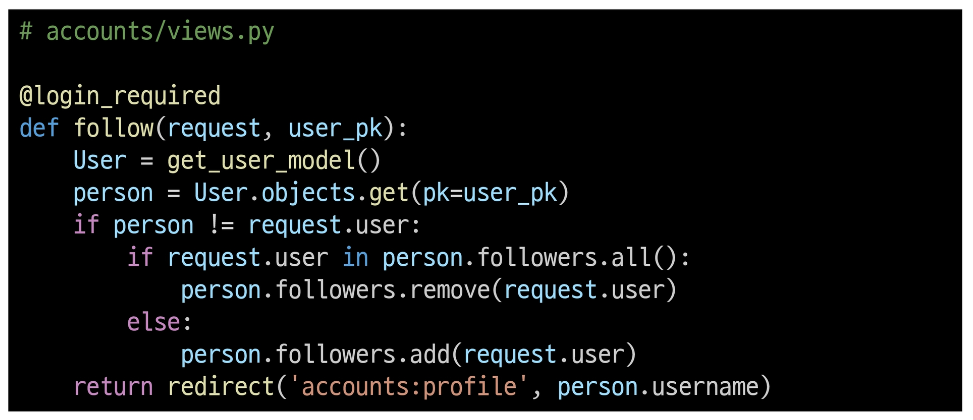 # accounts/views.py

@login_required
def follow(request, user_pk):
    User = get_user_model()
    person = User.objects.get(pk=user_pk)
    if person != request.user:
        if request.user in person.followers.all():
            person.followers.remove(request.user)
        else:
            person.followers.add(request.user)
    return redirect('accounts:profile', person.username)